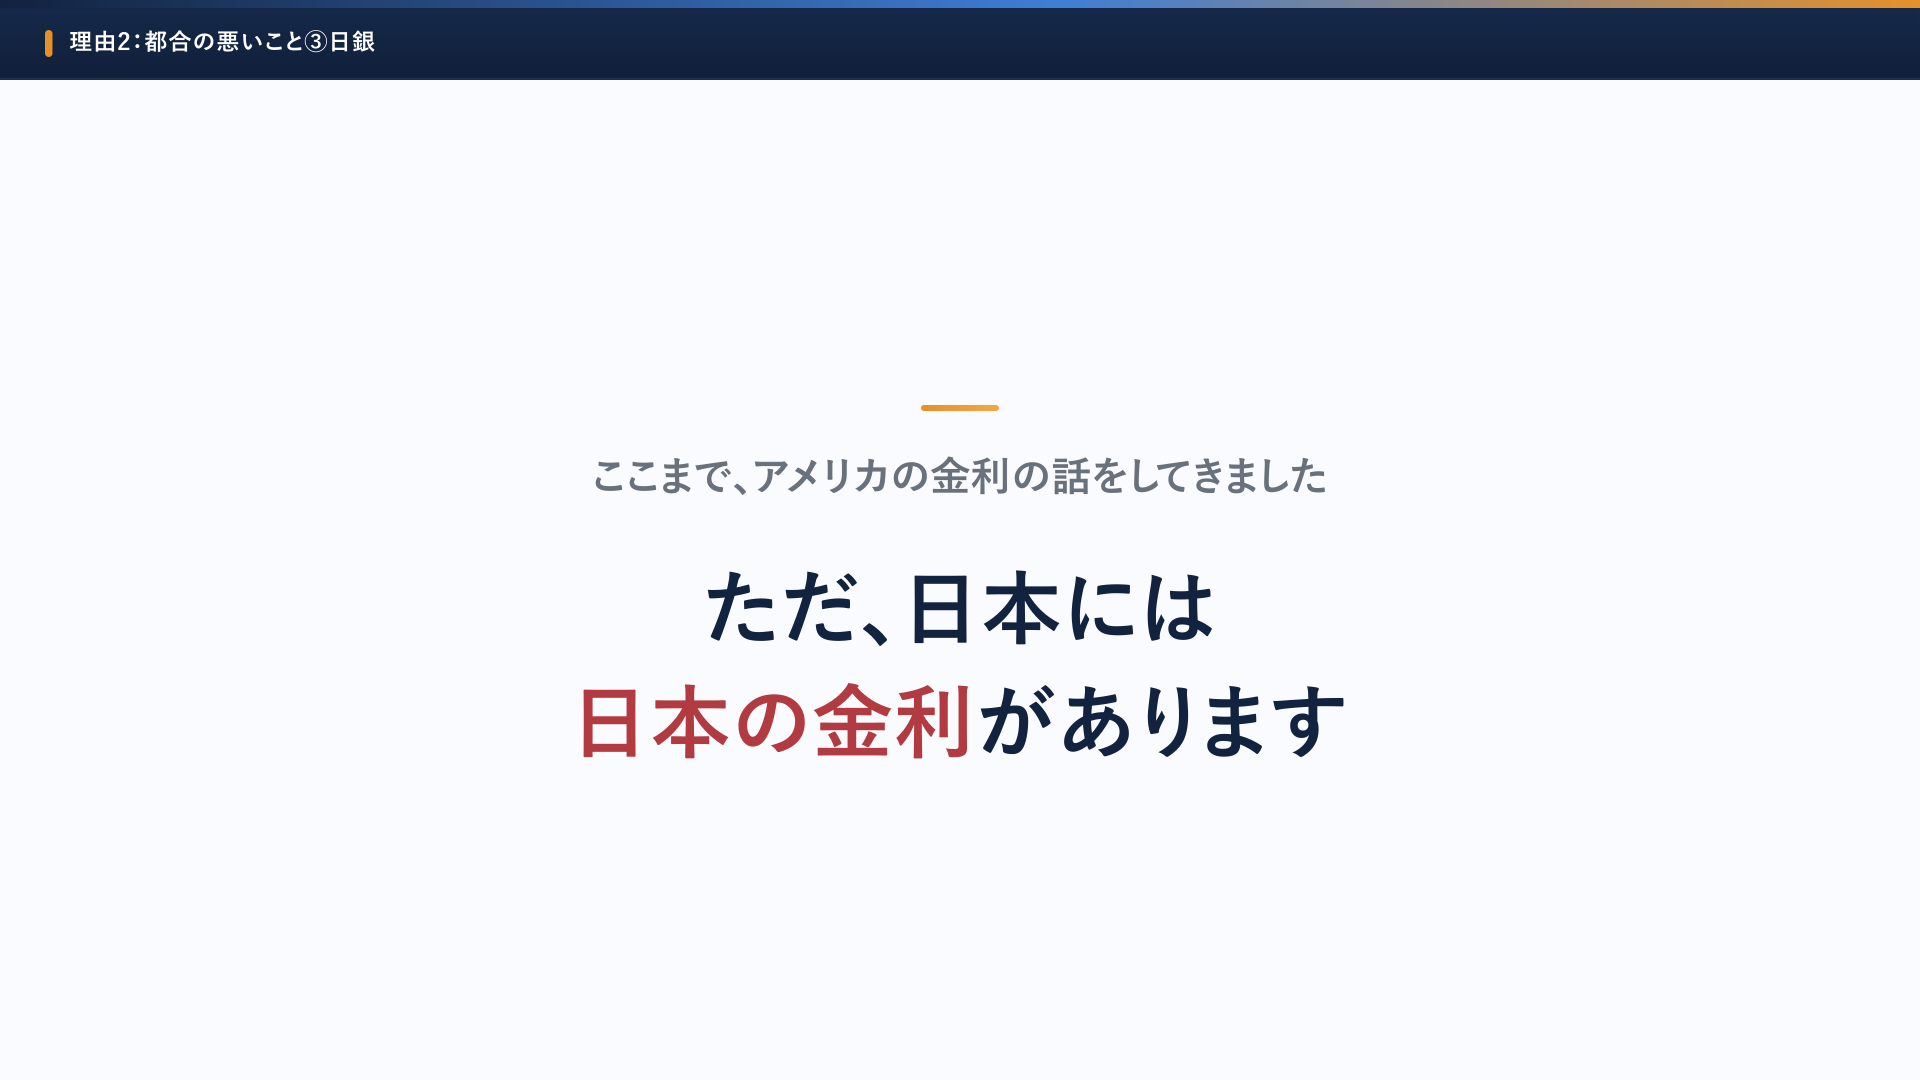 理由2：都合の悪いこと③日銀
ここまで、アメリカの金利の話をしてきました
ただ、日本には
日本の金利があります